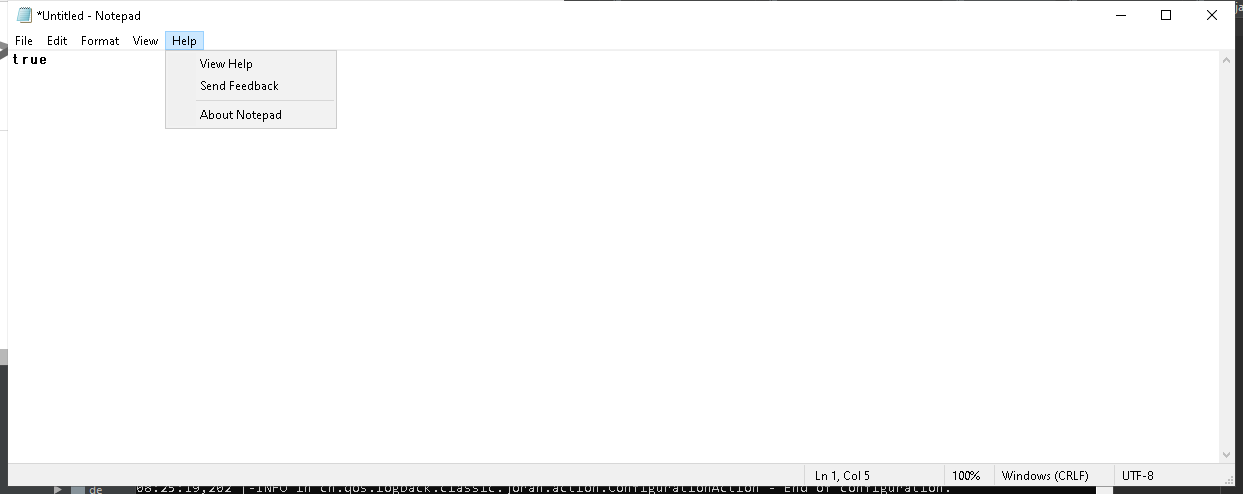 *Untitled - Notepad
File Edit Format View Help
true
View Help
Send Feedback
About Notepad
Ln 1, Col 5 100% Windows (CRLF) UTF-8
de 08:25:19,202 |-INFO in ch.qos.logback.classic.joran.action.ConfigurationAction - End of configuration.
ja